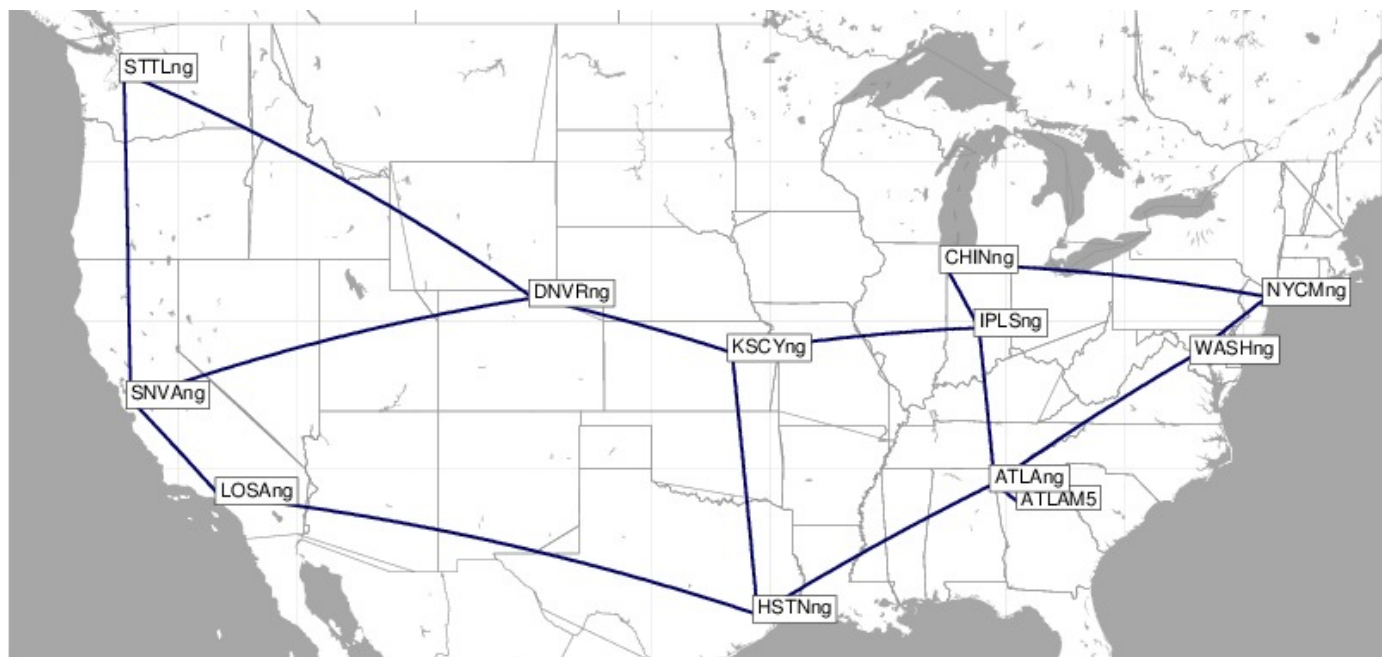 STTLng
CHINng
DNVRng
NYCMng
IPLSng
KSCYng
WASHng
SNVAng
ATLAng
LOSAng
ATLAM5
HSTNng